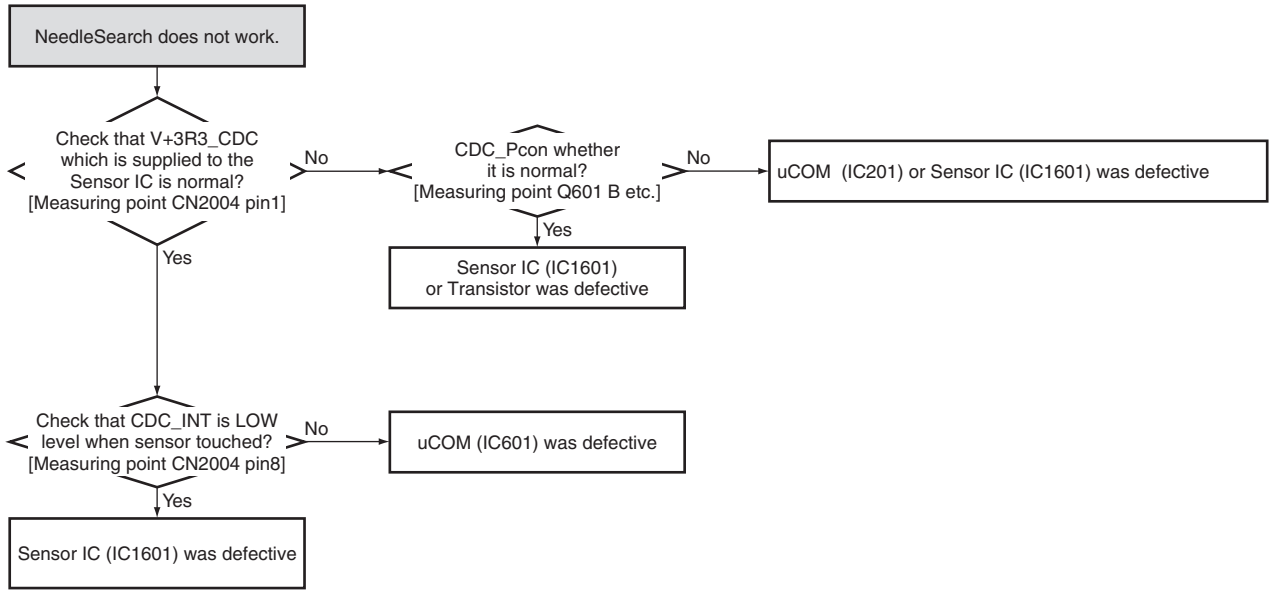 NeedleSearch does not work.
Check that V+3R3_CDC
which is supplied to the
Sensor IC is normal?
[Measuring point CN2004 pin1]
No
CDC_Pcon whether
it is normal?
[Measuring point Q601 B etc.]
No
uCOM (IC201) or Sensor IC (IC1601) was defective
Yes
Sensor IC (IC1601)
or Transistor was defective
Yes
Check that CDC_INT is LOW
level when sensor touched?
[Measuring point CN2004 pin8]
No
uCOM (IC601) was defective
Yes
Sensor IC (IC1601) was defective